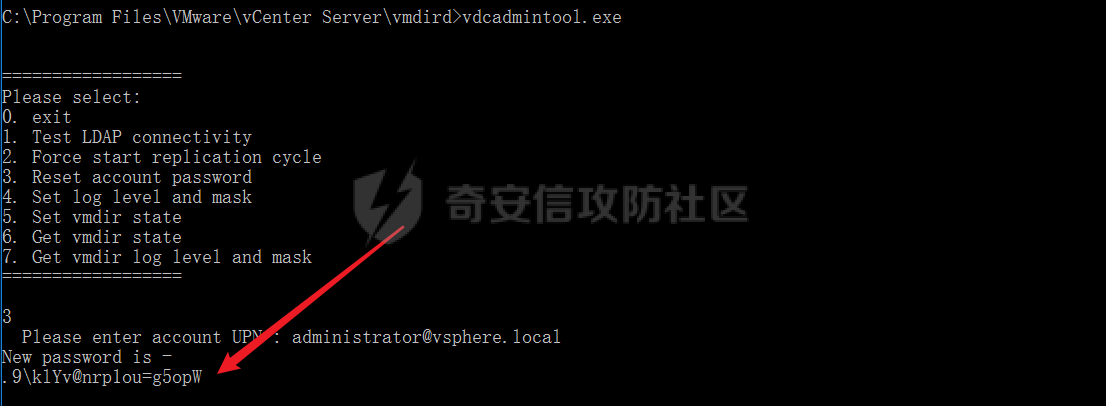 C:\Program Files\VMware\vCenter Server\vmdird>vdcadmintool.exe
==================
Please select:
0. exit
1. Test LDAP connectivity
2. Force start replication cycle
3. Reset account password
4. Set log level and mask
5. Set vmdir state
6. Get vmdir state
7. Get vmdir log level and mask
==================
奇安信攻防社区
3
Please enter account UPN : administrator@vsphere.local
New password is -
.9\klYv@nrplou=g5opW